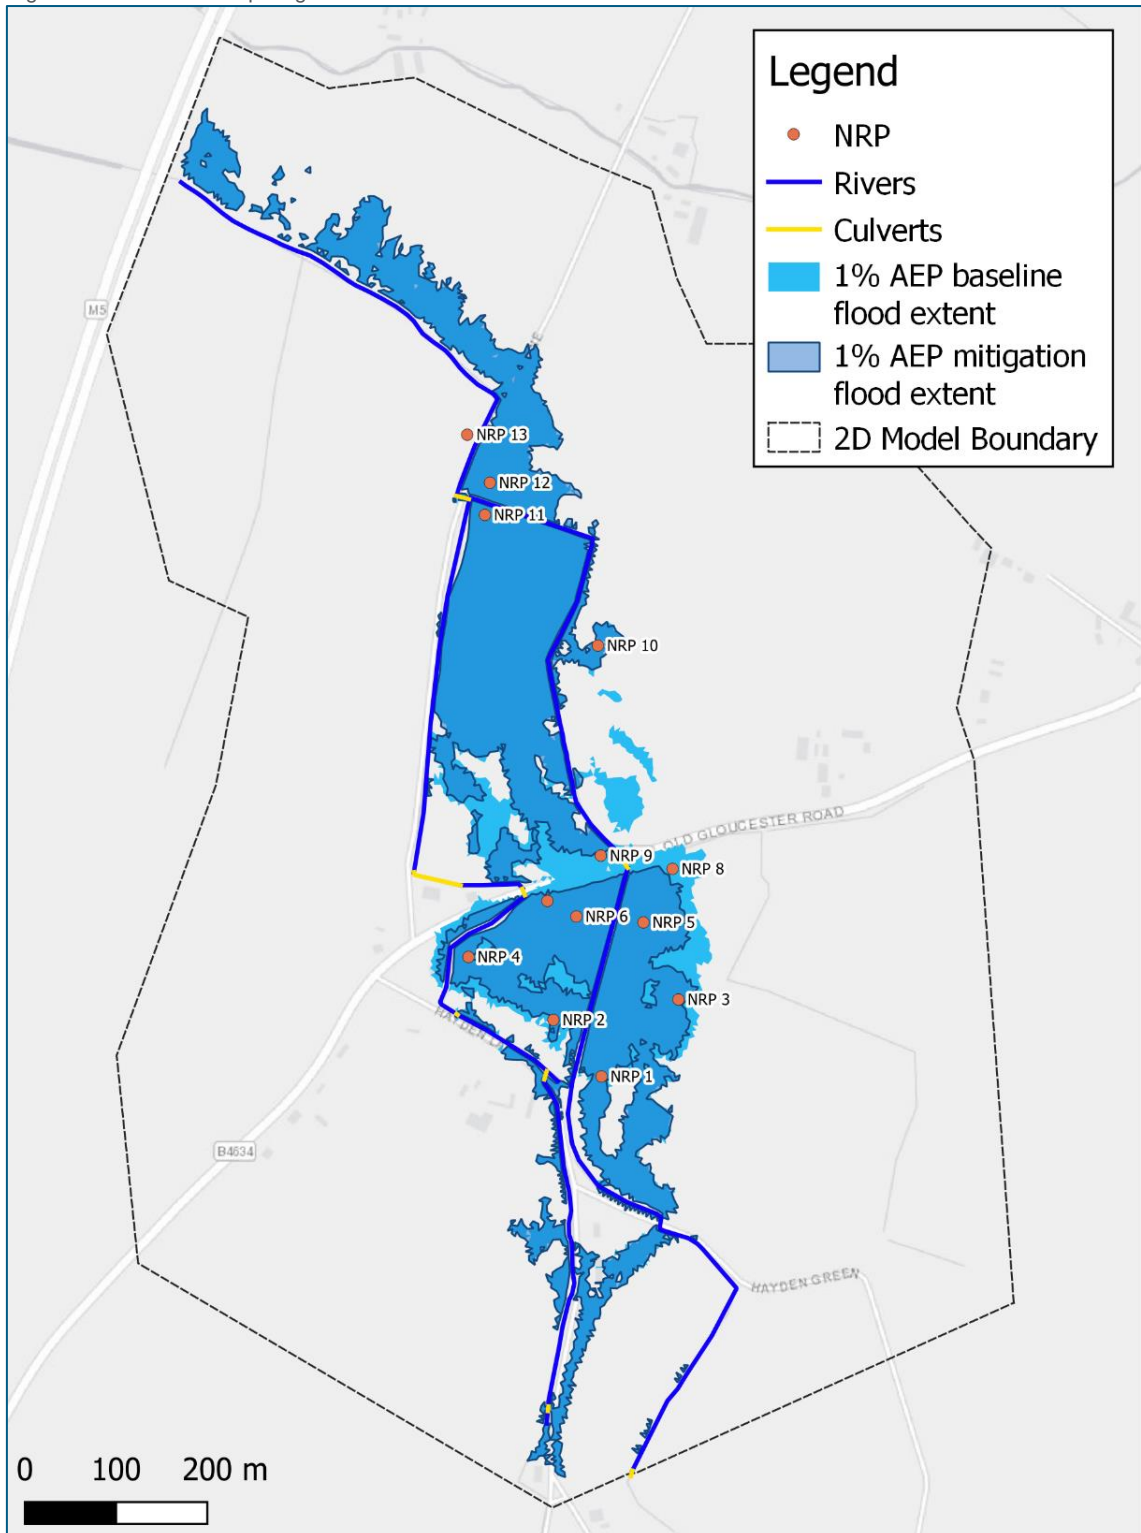 Legend
NRP
Rivers
Culverts
1% AEP baseline
flood extent
1% AEP mitigation
flood extent
2D Model Boundary
M5
NRP 13
NRP 12
NRP 11
NRP 10
OLD GLOUCESTER ROAD
NRP 9
NRP 8
NRP 6
NRP 5
NRP 4
NRP 3
HAYDEN L
NRP 2
NRP 1
B4634
HAYDEN GREEN
0 100 200 m